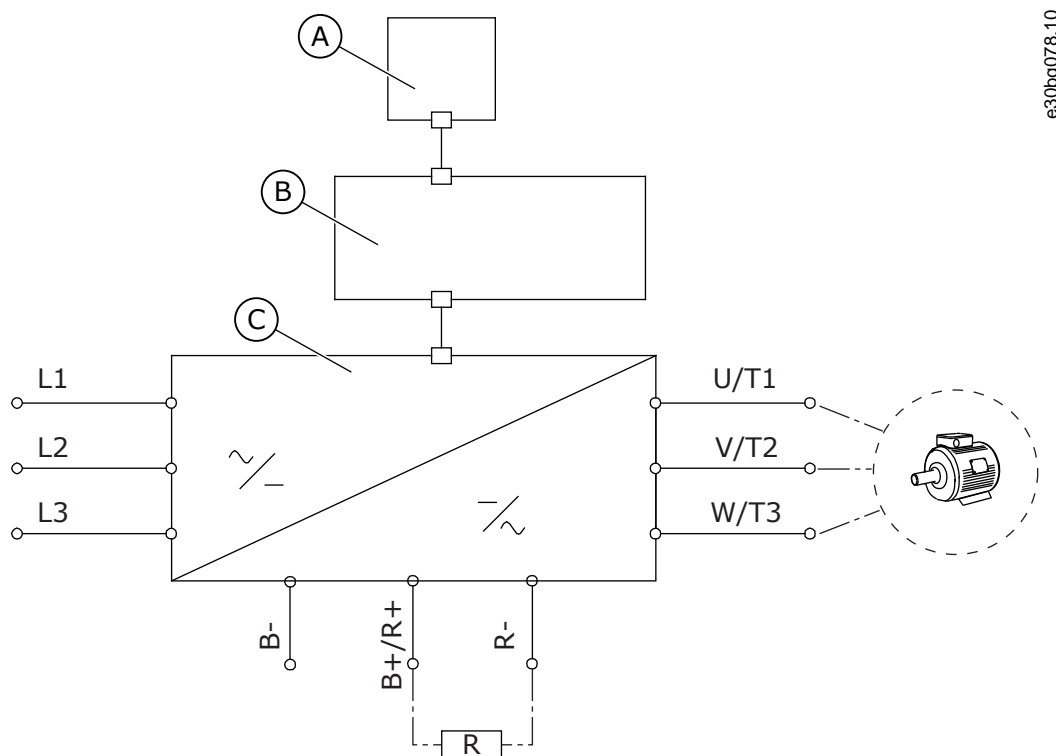 e30bg078.10
A
B
C
L1
U/T1
L2
V/T2
L3
W/T3
B-
B+/R+
R-
R